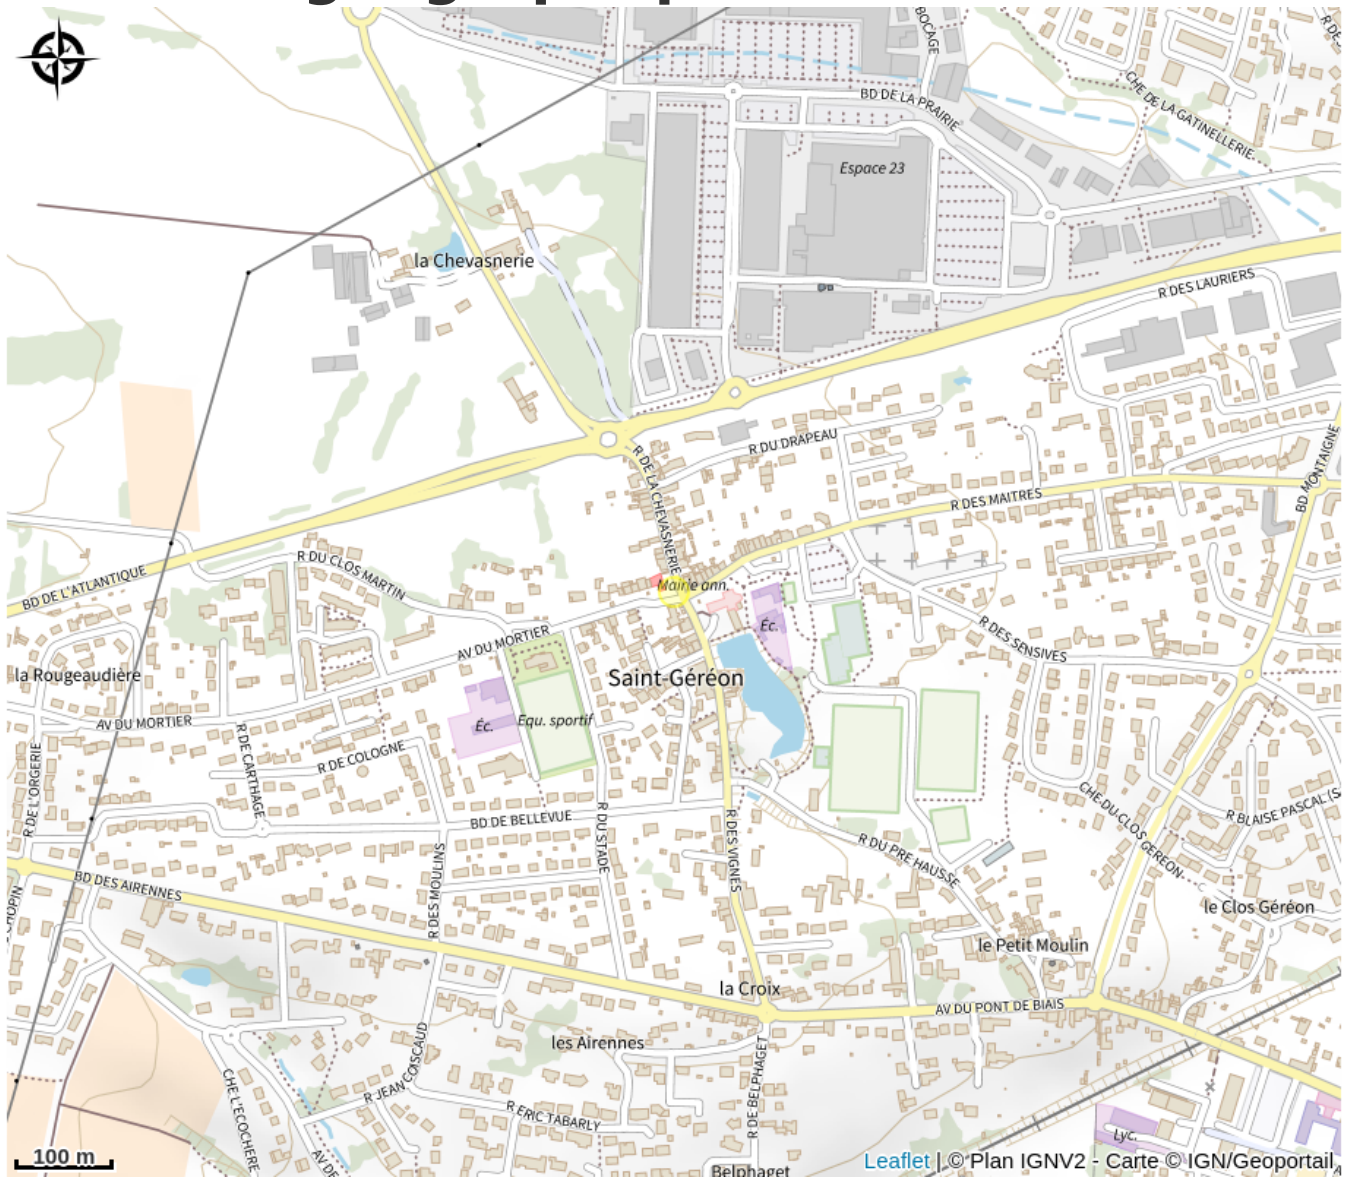 BOCAGE
R DES
BD DE LA PRAIRIE
CHE DE LA GATINELLERIE
Espace 23
la Chevasnerie
R DES LAURIERS
R DU DRAPEAU
R DE LA CHEVASNERIE
R DES MAITRES
BD MONTAIGNE
BD DE L'ATLANTIQUE
R DU CLOS MARTIN
Mairie ann.
Éc.
R DES SENSIVES
AV DU MORTIER
la Rougeaudière
Saint-Géréon
AV DU MORTIER
Éc.
Equ. sportif
R DE CARTHAGE
R DE COLOGNE
R DE L'ORGERIE
BD DE BELLEVUE
R DU STADE
R DES VIGNES
R DU PRE HAUSSE
CHE DU CLOS GEREON
R BLAISE PASCAL (S
BD DES AIRENNES
R DES MOULINS
CHOPIN
le Clos Géréon
le Petit Moulin
la Croix
AV DU PONT DE BIAIS
les Airennes
R JEAN COSCAUD
R DE BELPHAGET
CHE L'ECOCHERE
R ERIC TABARLY
AV DE
Lyc.
100 m
Belphaget
Leaflet | © Plan IGNV2 - Carte © IGN/Geoportail